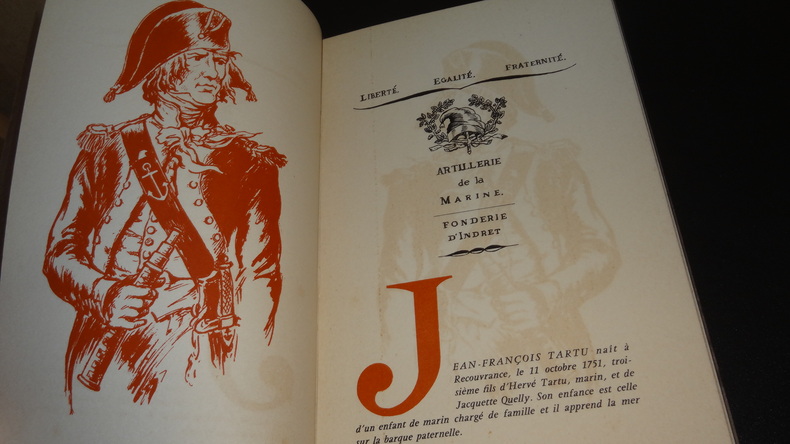 LIBERTÉ. EGALITÉ. FRATERNITÉ.
ARTILLERIE
de la
MARINE.
FONDERIE
D'INDRET
JEAN-FRANÇOIS TARTU naît à
Recouvrance, le 11 octobre 1751, troi-
sième fils d'Hervé Tartu, marin, et de
Jacquette Quelly. Son enfance est celle
d'un enfant de marin chargé de famille et il apprend la mer
sur la barque paternelle.